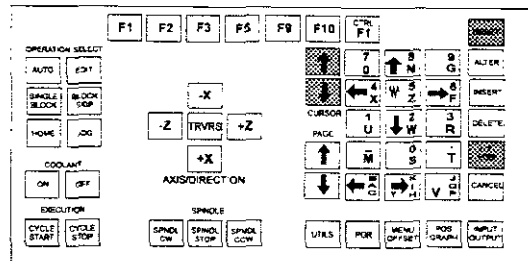 F1 F2 F3 F5 F9 F10 CTRL F1
OPERATION SELECT
AUTO EDIT
SINGLE BLOCK BLOCK STOP
HOME JOG
COOLANT
ON OFF
EXECUTION
CYCLE START CYCLE STOP
-X
-Z TRVRS +Z
+X
AXIS/DIRECTION
SPINDLE
SPNDL CW SPNDL STOP SPNDL CCW
CURSOR
PAGE
7 O 8 N 9 G
4 X 5 Z 6 F
1 U 2 W 3 R
- M 0 S . T
ALTER
INSERT
DELETE
CANCEL
UTILS POR MENU OFFSET POS GRAPH INPUT OUTPUT